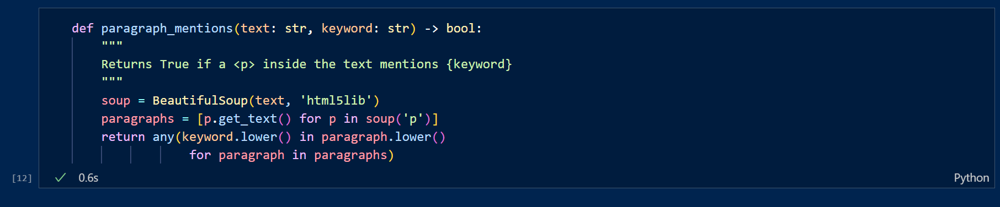 def paragraph_mentions(text: str, keyword: str) -> bool:
"""
Returns True if a <p> inside the text mentions {keyword}
"""
soup = BeautifulSoup(text, 'html5lib')
paragraphs = [p.get_text() for p in soup('p')]
return any(keyword.lower() in paragraph.lower()
for paragraph in paragraphs)
[12] ✓ 0.6s Python